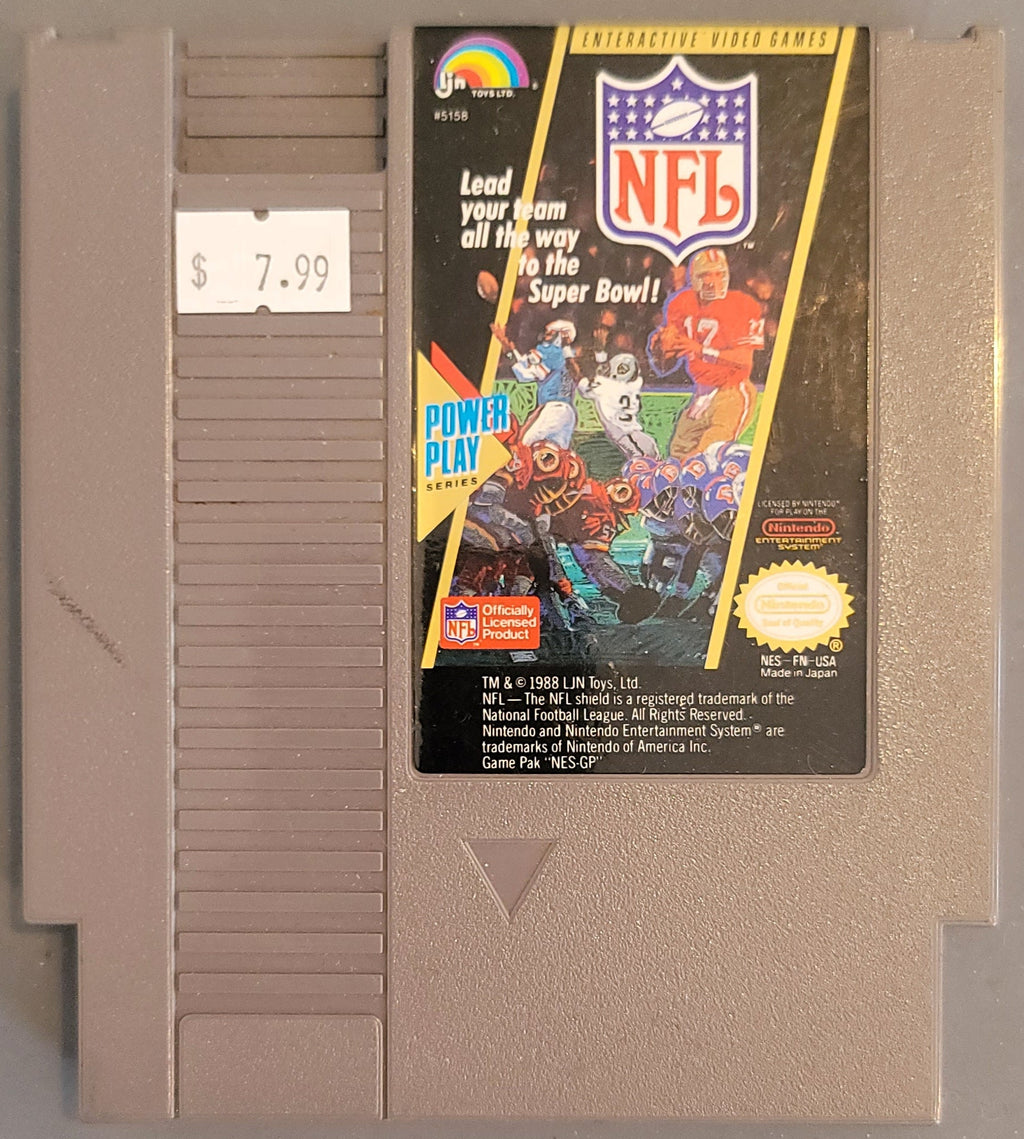 ENTERACTIVE VIDEO GAMES
ljn
TOYS LTD.
#5158
NFL
TM
Lead
your team
all the way
to the
Super Bowl!
$ 7.99
17
POWER
PLAY
SERIES
LICENSED BY NINTENDO®
FOR PLAY ON THE
Nintendo
ENTERTAINMENT
SYSTEM®
Official
Nintendo
Seal of Quality
®
NFL
Officially
Licensed
Product
NES-FN-USA
Made in Japan
TM & © 1988 LJN Toys, Ltd.
NFL — The NFL shield is a registered trademark of the
National Football League. All Rights Reserved.
Nintendo and Nintendo Entertainment System® are
trademarks of Nintendo of America Inc.
Game Pak "NES-GP"